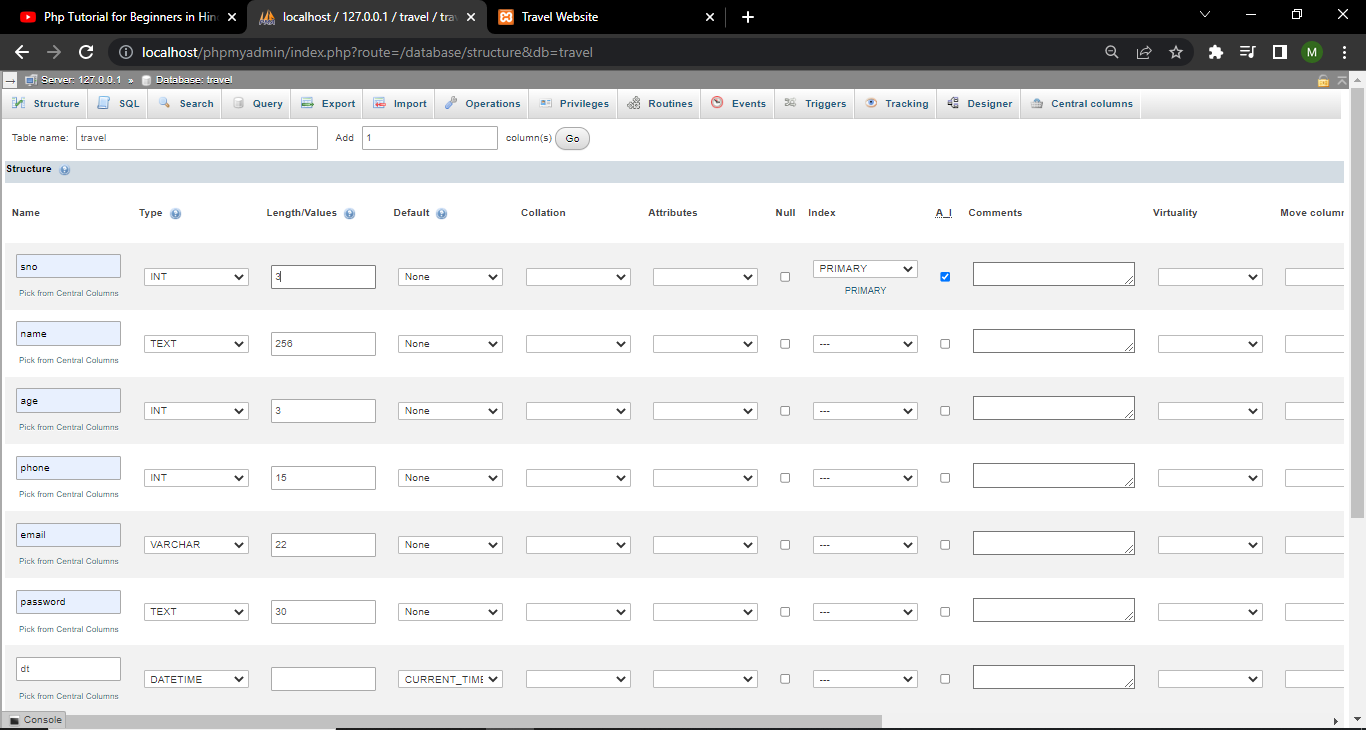 Php Tutorial for Beginners in Hin
localhost / 127.0.0.1 / travel / tra
Travel Website
localhost/phpmyadmin/index.php?route=/database/structure&db=travel
M
Server: 127.0.0.1 » Database: travel
Structure SQL Search Query Export Import Operations Privileges Routines Events Triggers Tracking Designer Central columns
Table name: travel Add 1 column(s) Go
Structure
Name Type Length/Values Default Collation Attributes Null Index A_I Comments Virtuality Move column
sno INT 3 None PRIMARY
Pick from Central Columns PRIMARY
name TEXT 256 None ---
Pick from Central Columns
age INT 3 None ---
Pick from Central Columns
phone INT 15 None ---
Pick from Central Columns
email VARCHAR 22 None ---
Pick from Central Columns
password TEXT 30 None ---
Pick from Central Columns
dt DATETIME CURRENT_TIME ---
Pick from Central Columns
Console